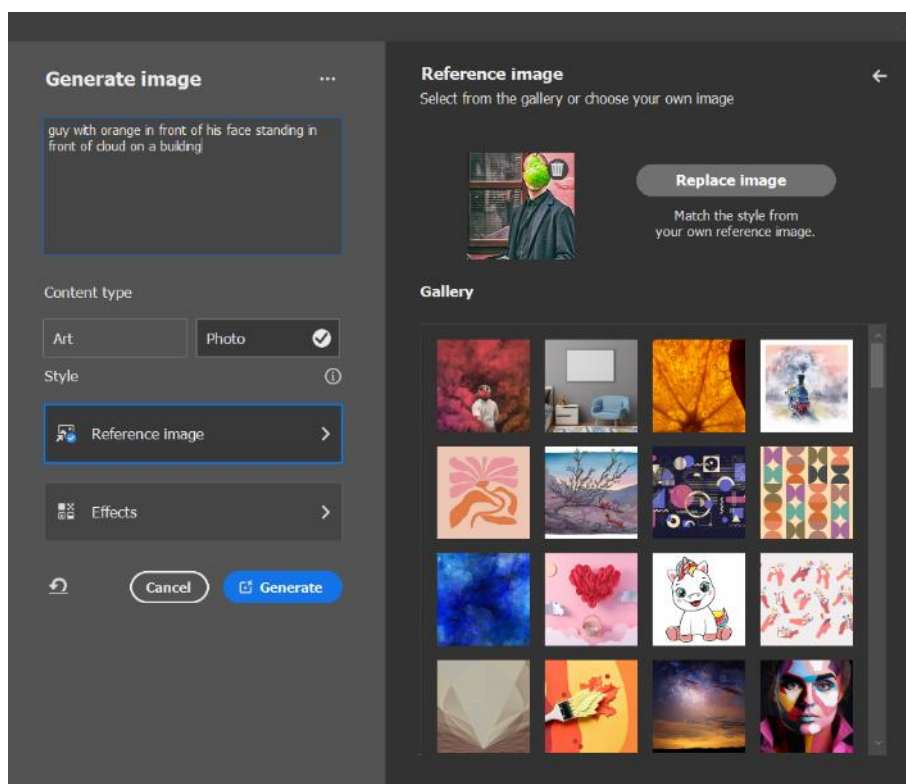 Generate image
...
guy with orange in front of his face standing in
front of cloud on a building
Content type
Art
Photo
Style
Reference image
Effects
Cancel
Generate
Reference image
Select from the gallery or choose your own image
Replace image
Match the style from
your own reference image.
Gallery